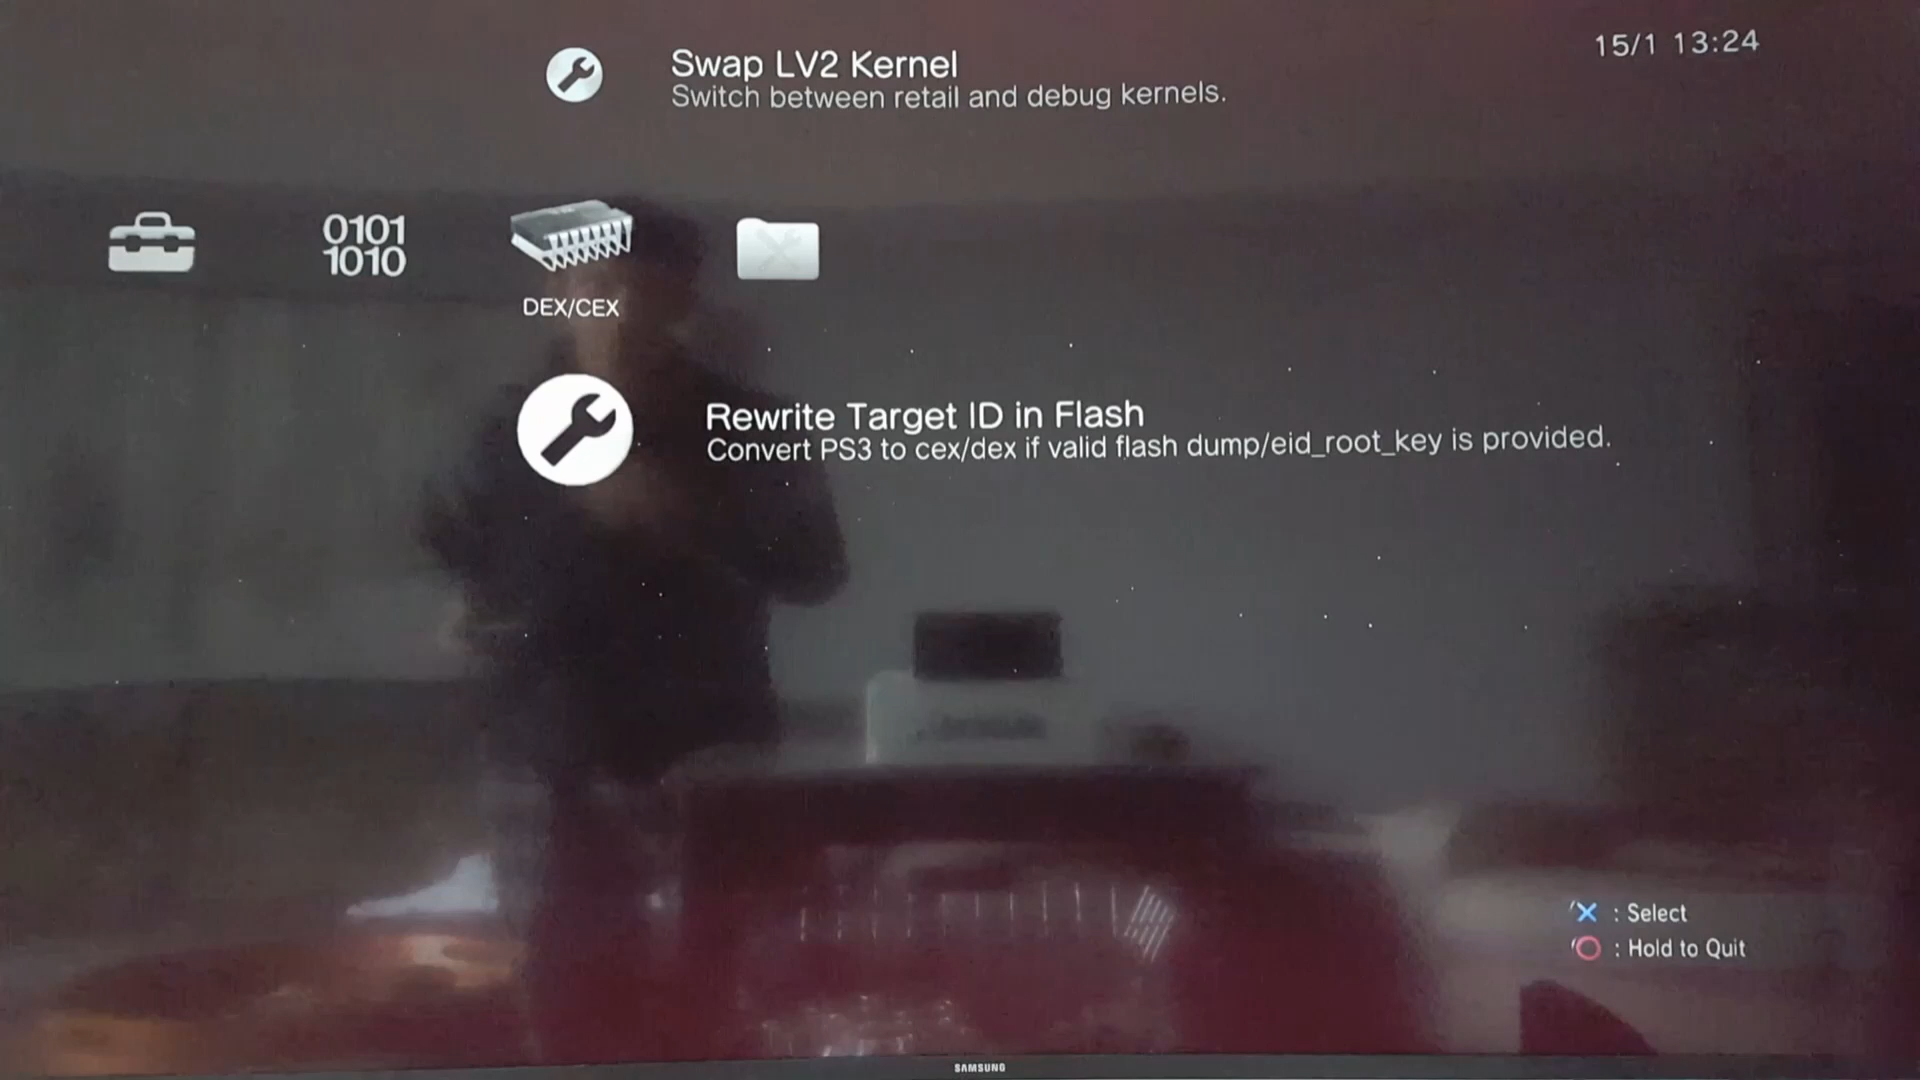 15/1 13:24
Swap LV2 Kernel
Switch between retail and debug kernels.
0101
1010
DEX/CEX
Rewrite Target ID in Flash
Convert PS3 to cex/dex if valid flash dump/eid_root_key is provided.
X : Select
O : Hold to Quit
SAMSUNG